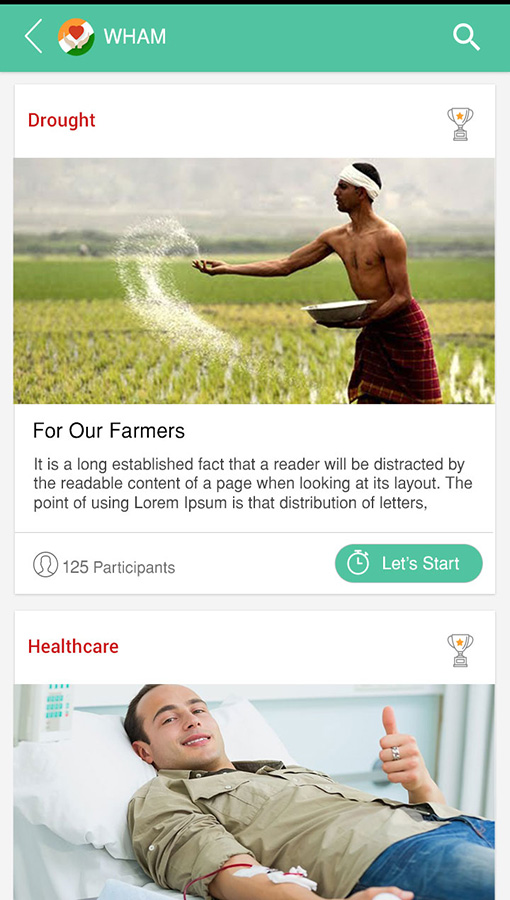 WHAM
Drought
For Our Farmers
It is a long established fact that a reader will be distracted by
the readable content of a page when looking at its layout. The
point of using Lorem Ipsum is that distribution of letters,
125 Participants
Let's Start
Healthcare